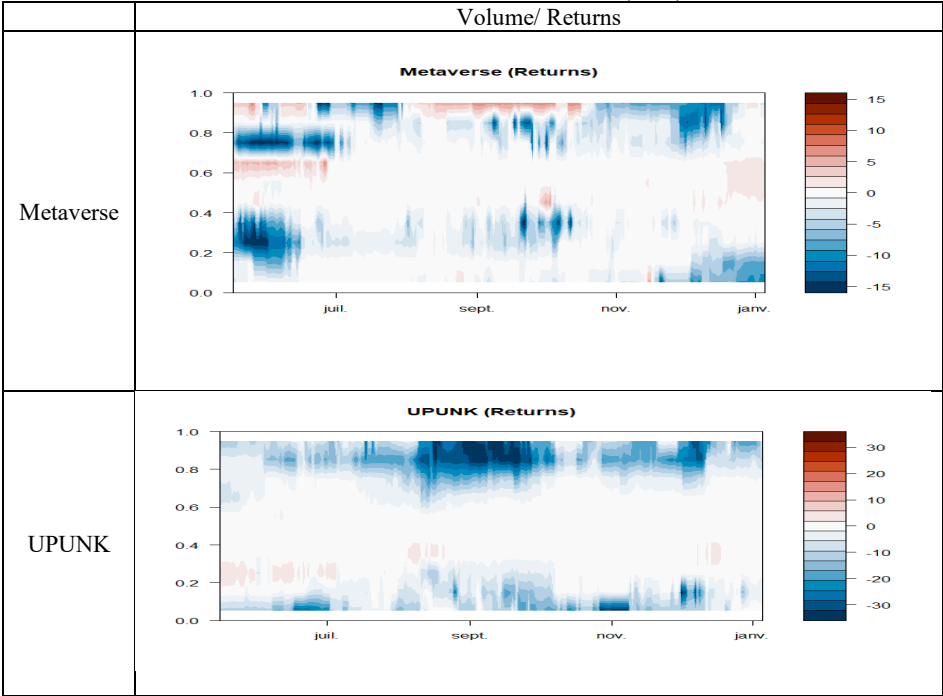 Volume/ Returns
Metaverse
Metaverse (Returns)
1.0
0.8
0.6
0.4
0.2
0.0
juil.
sept.
nov.
janv.
15
10
5
0
-5
-10
-15
UPUNK
UPUNK (Returns)
1.0
0.8
0.6
0.4
0.2
0.0
juil.
sept.
nov.
janv.
30
20
10
0
-10
-20
-30